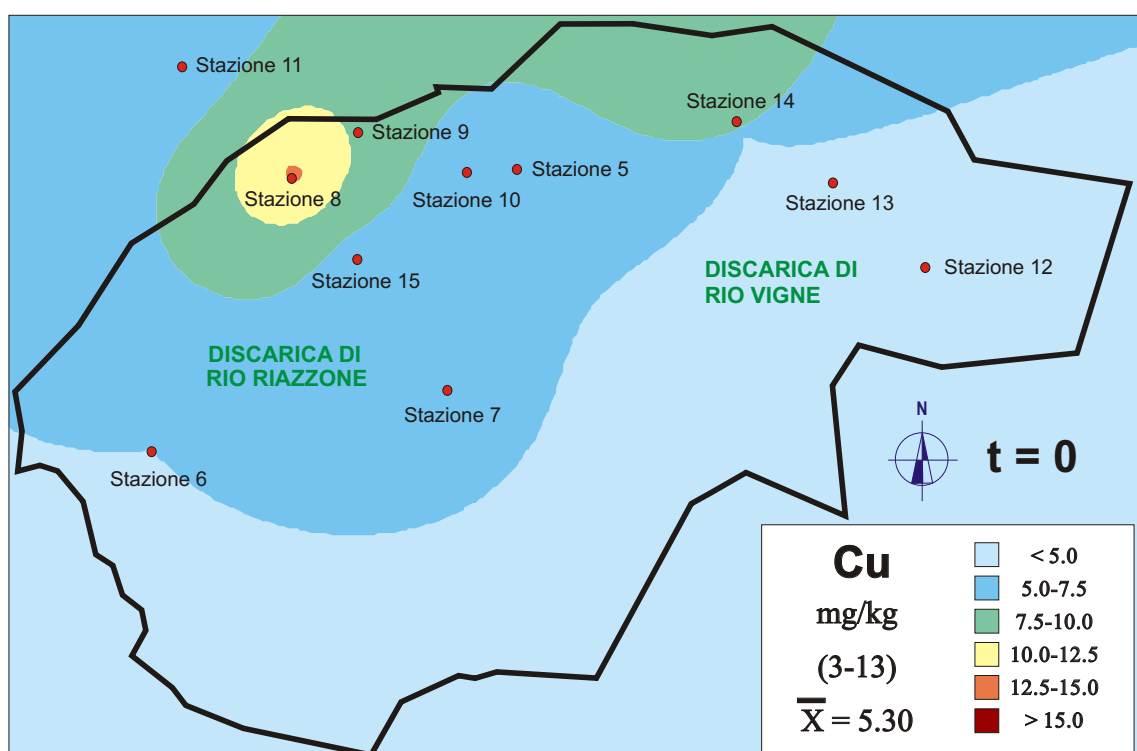 Stazione 11
Stazione 14
Stazione 9
Stazione 5
Stazione 8
Stazione 10
Stazione 13
Stazione 15
DISCARICA DI
RIO VIGNE
Stazione 12
DISCARICA DI
RIO RIAZZONE
Stazione 7
Stazione 6
N
t = 0
Cu
mg/kg
(3-13)
X̅ = 5.30
< 5.0
5.0-7.5
7.5-10.0
10.0-12.5
12.5-15.0
> 15.0